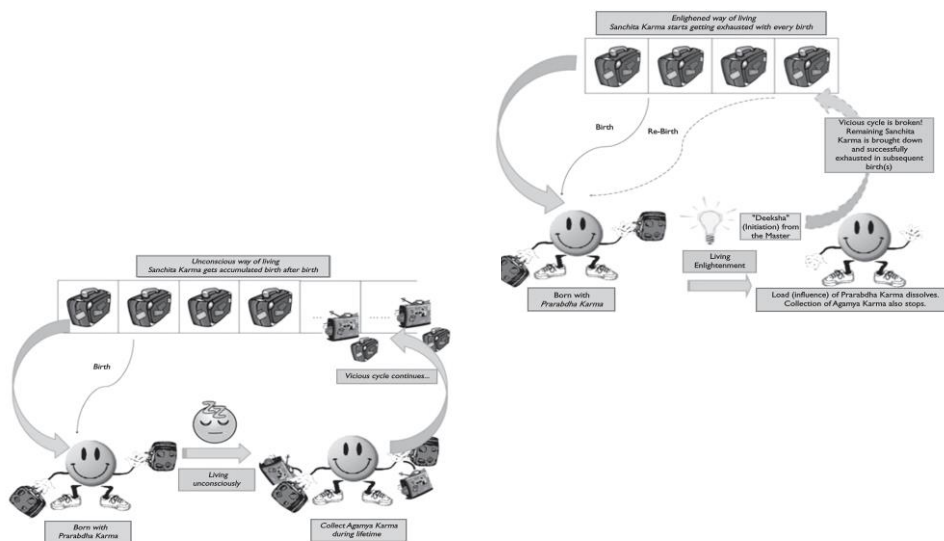 Unconscious way of living
Sanchita Karma gets accumulated birth after birth
Birth
Vicious cycle continues...
ZZ
Living
unconsciously
Born with
Prarabdha Karma
Collect Agamya Karma
during lifetime
Enlighened way of living
Sanchita Karma starts getting exhausted with every birth
Birth
Re-Birth
Vicious cycle is broken!
Remaining Sanchita
Karma is brought down
and successfully
exhausted in subsequent
birth(s)
"Deeksha"
(Initiation) from
the Master
Living
Enlightenment
Born with
Prarabdha Karma
Load (influence) of Prarabdha Karma dissolves.
Collection of Agamya Karma also stops.